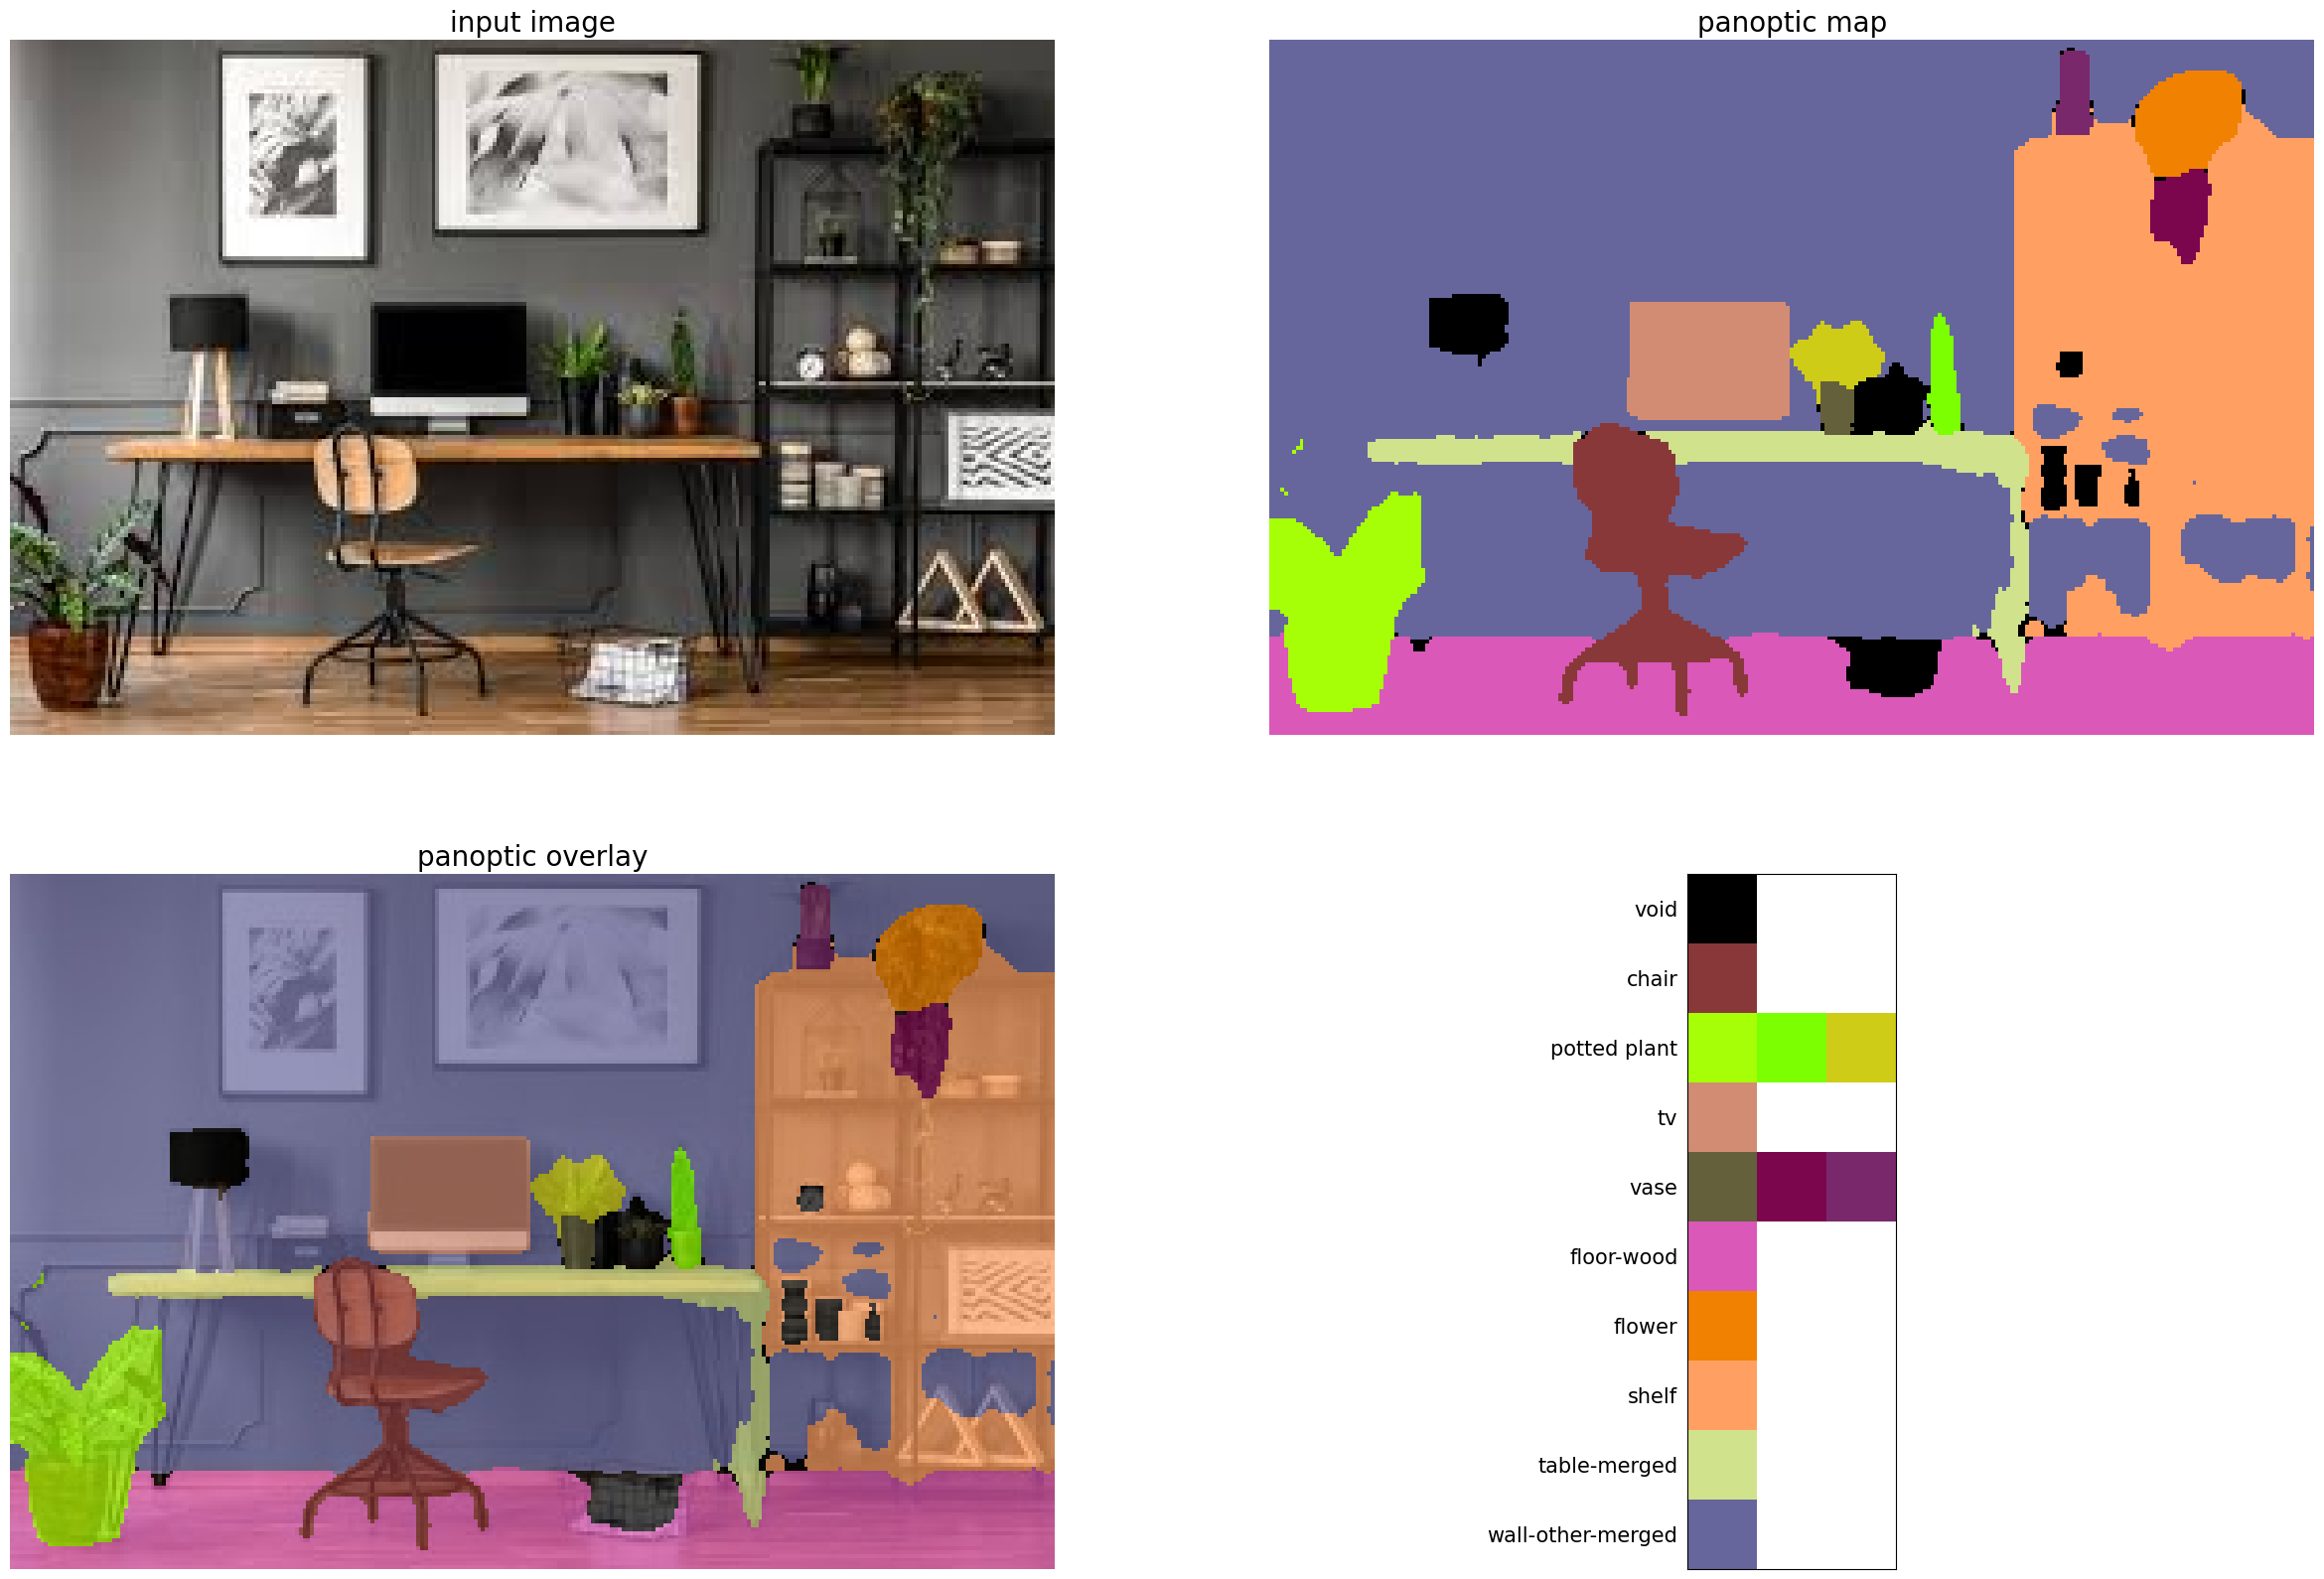 input image
panoptic map
panoptic overlay
void
chair
potted plant
tv
vase
floor-wood
flower
shelf
table-merged
wall-other-merged